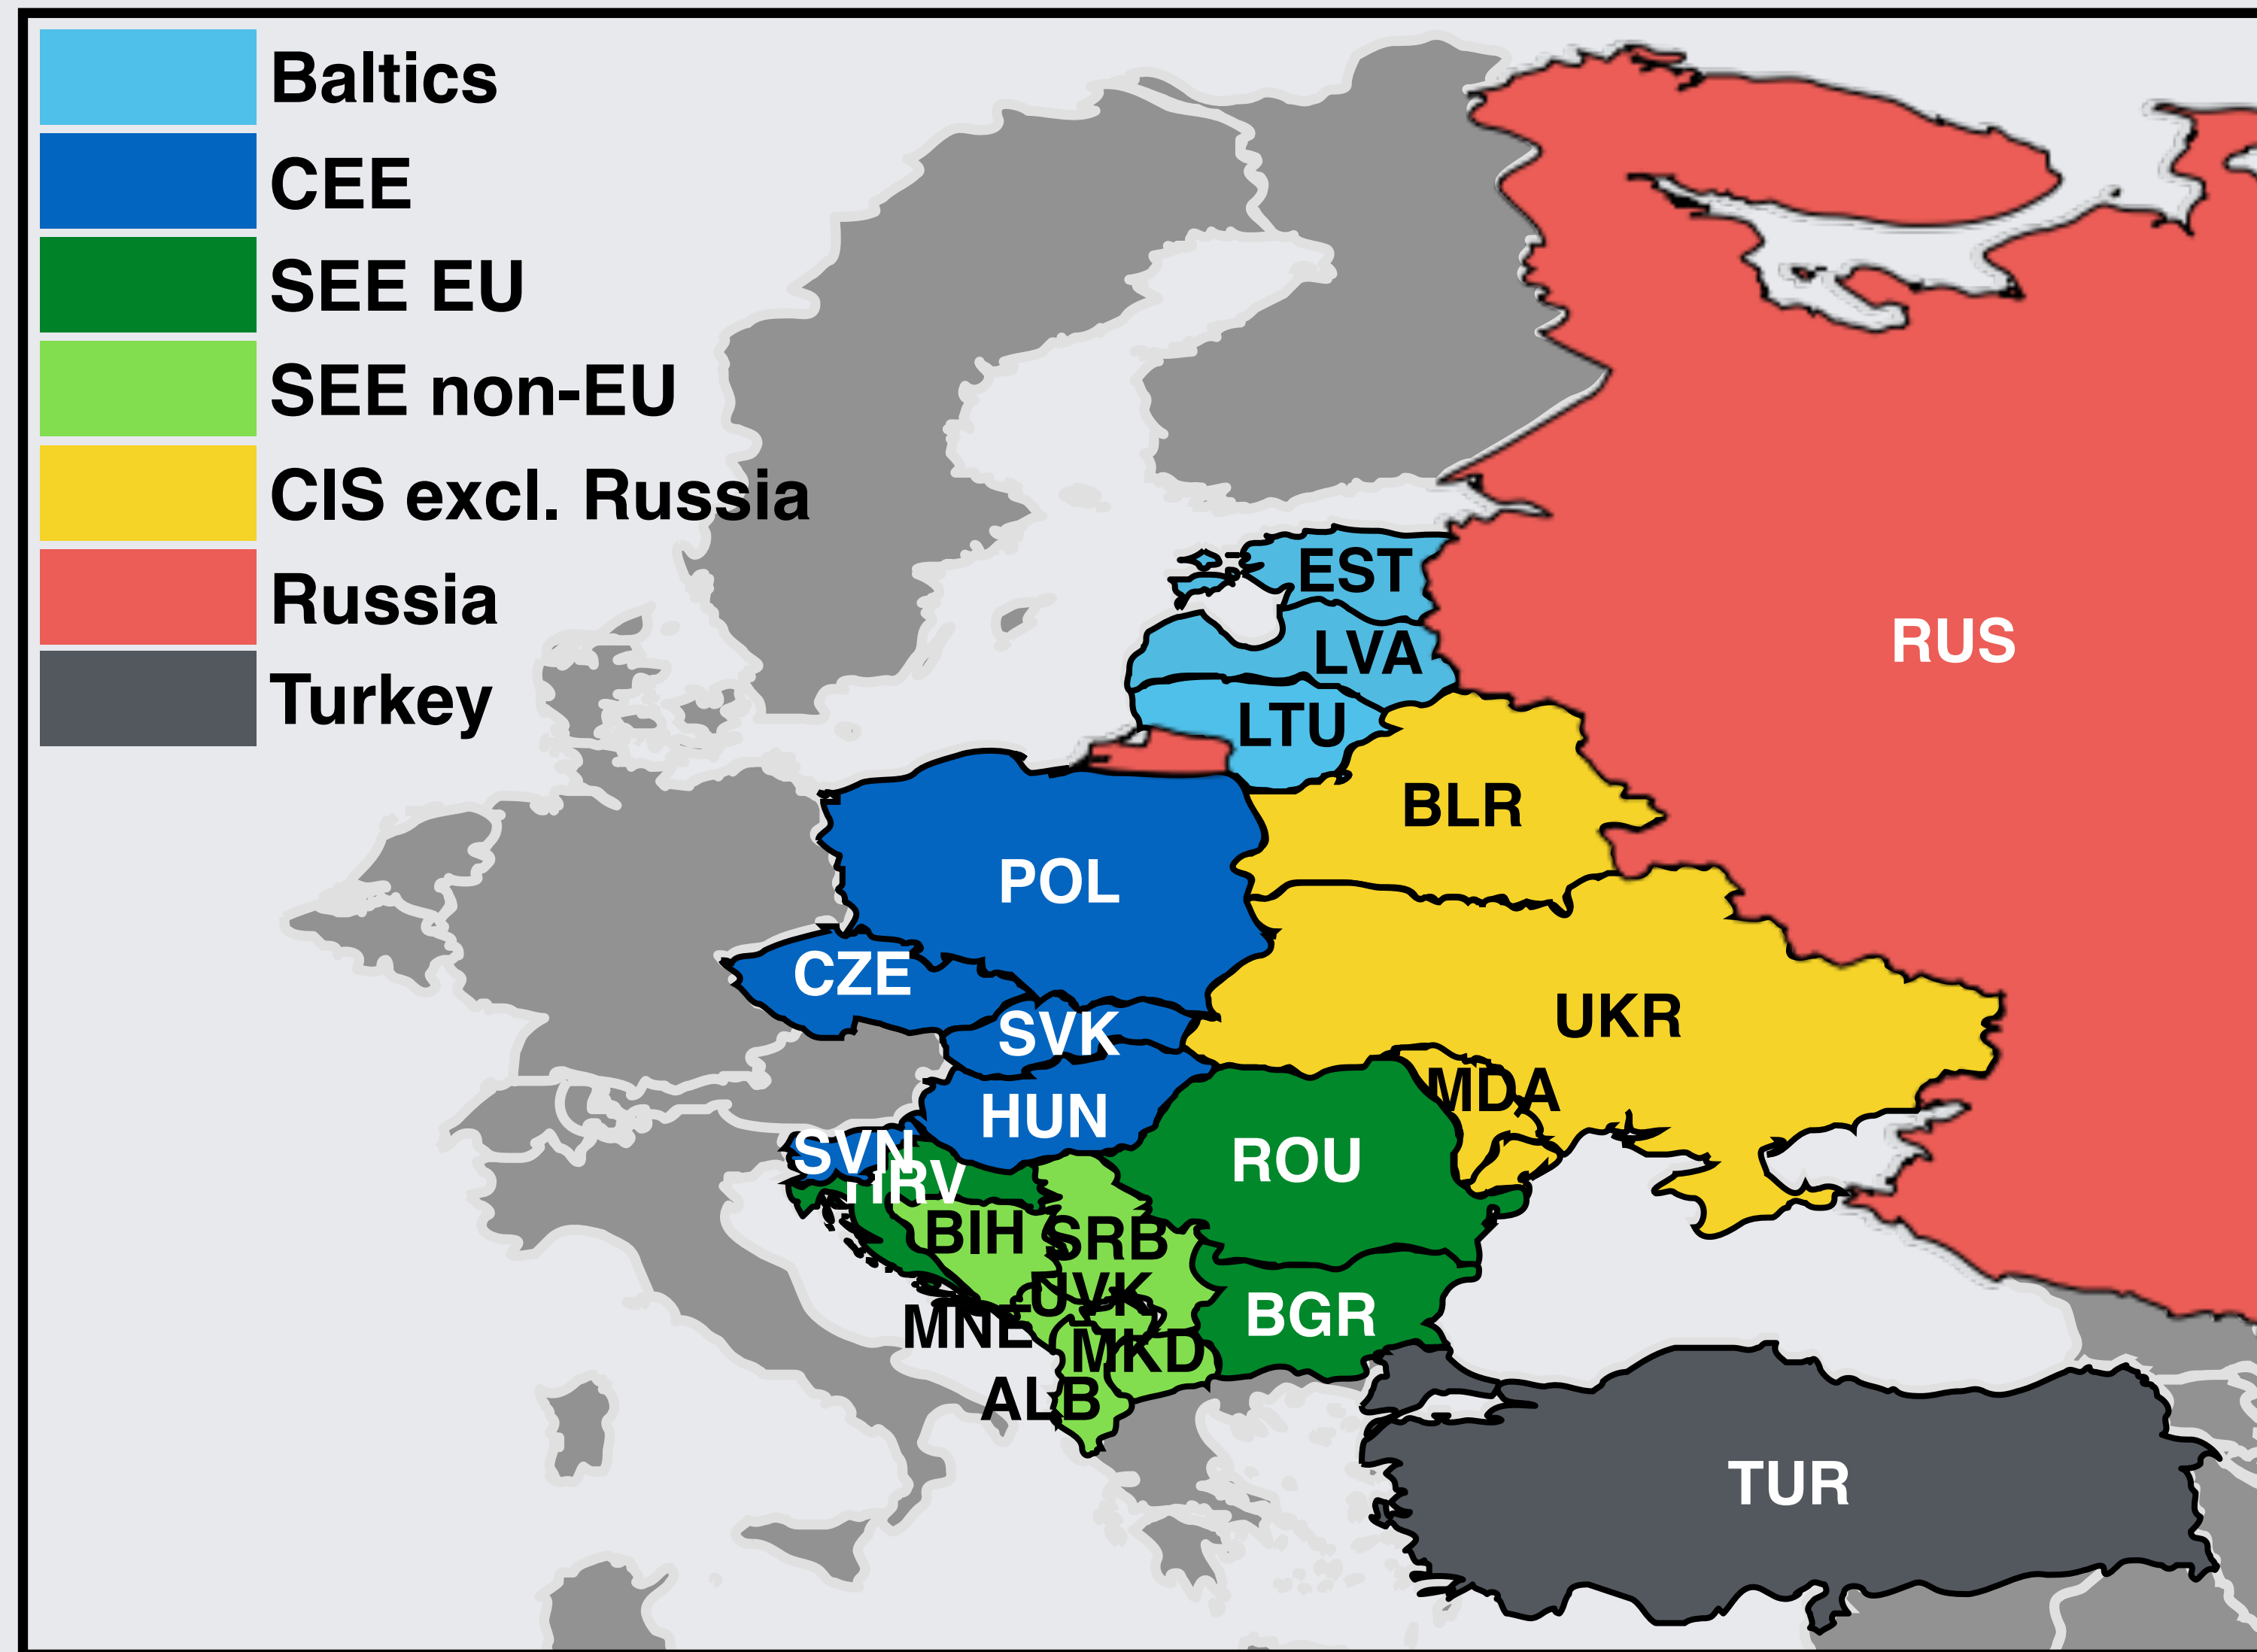 Baltics
CEE
SEE EU
SEE non-EU
CIS excl. Russia
Russia
Turkey
EST
RUS
LVA
LTU
BLR
POL
CZE
UKR
SVK
MDA
HUN
SVN
ROU
HRV
BIH
SRB
UVK
BGR
MNE
MKD
ALB
TUR